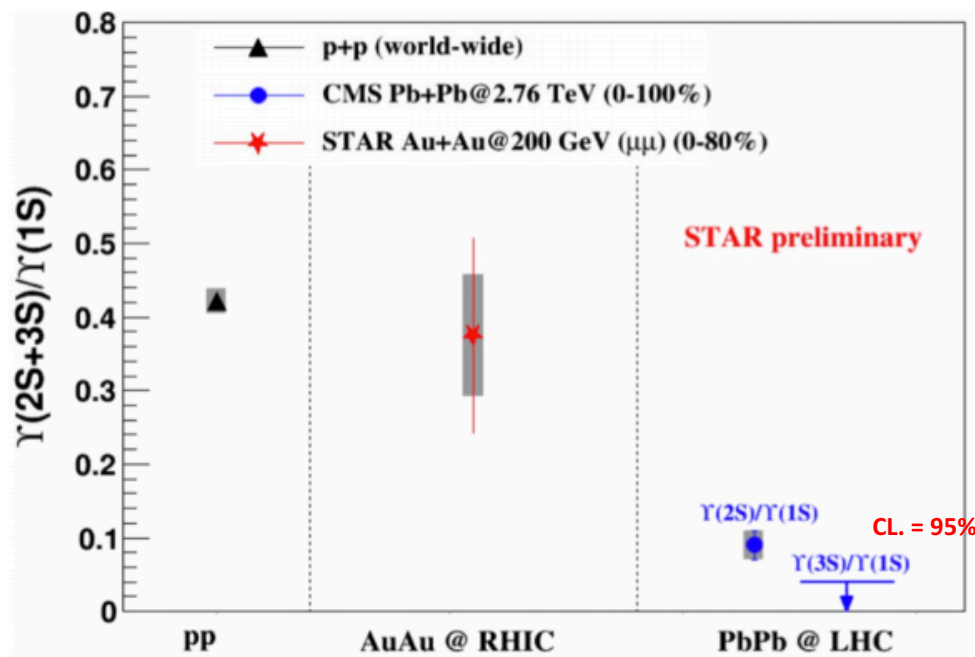 Υ(2S+3S)/Υ(1S)
0.8
0.7
0.6
0.5
0.4
0.3
0.2
0.1
0
p+p (world-wide)
CMS Pb+Pb@2.76 TeV (0-100%)
STAR Au+Au@200 GeV (μμ) (0-80%)
STAR preliminary
Υ(2S)/Υ(1S)
CL. = 95%
Υ(3S)/Υ(1S)
pp
AuAu @ RHIC
PbPb @ LHC